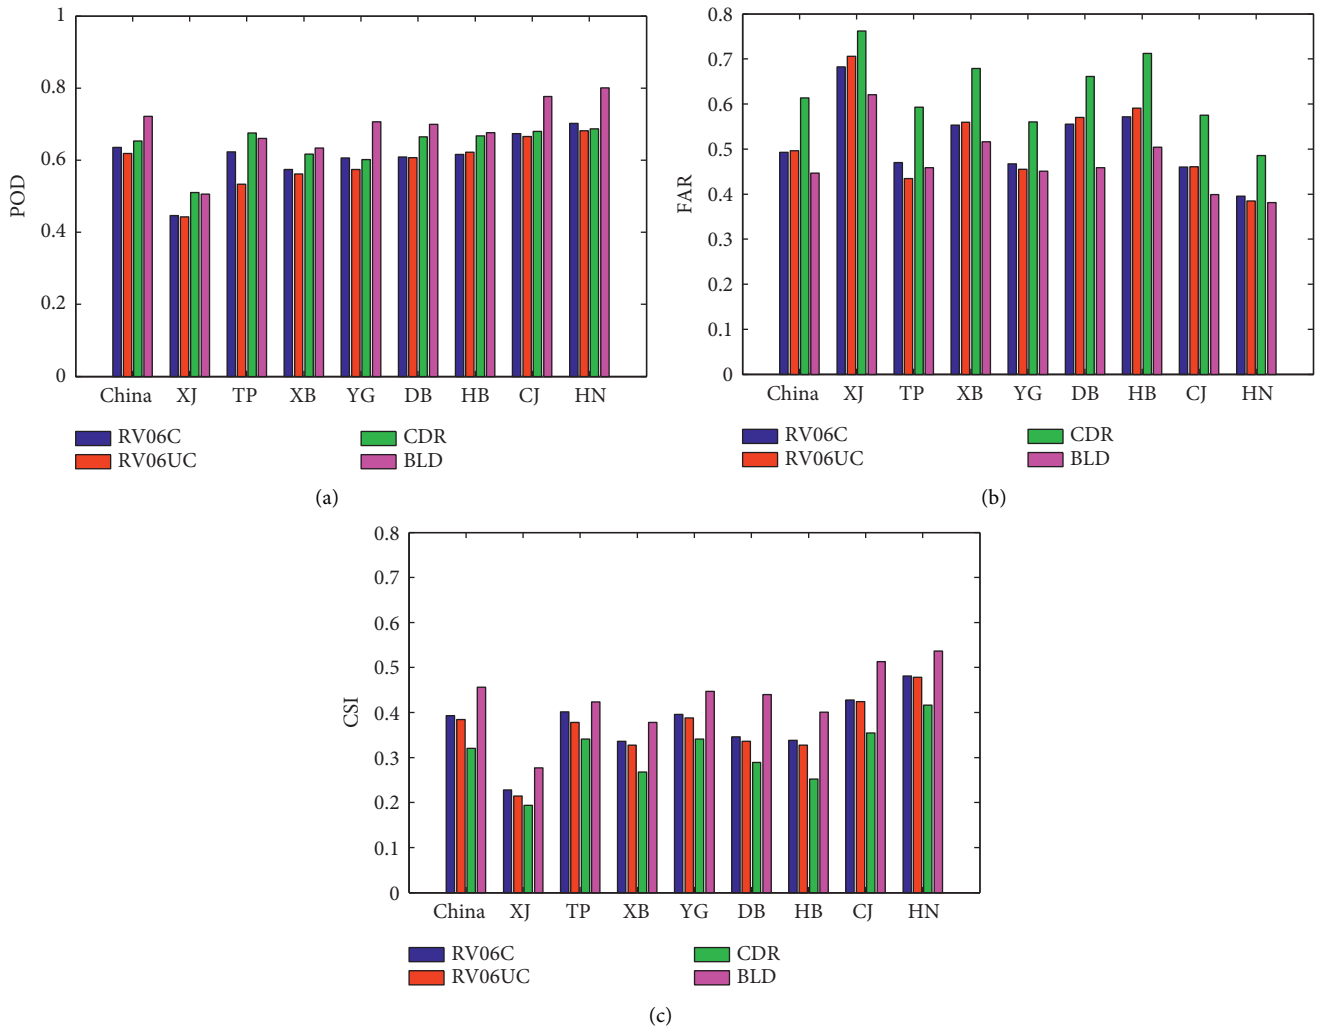 1
0.8
0.6
0.4
0.2
0
POD
China XJ TP XB YG DB HB CJ HN
RV06C
RV06UC
CDR
BLD
(a)
0.8
0.7
0.6
0.5
0.4
0.3
0.2
0.1
0
FAR
China XJ TP XB YG DB HB CJ HN
RV06C
RV06UC
CDR
BLD
(b)
0.8
0.7
0.6
0.5
0.4
0.3
0.2
0.1
0
CSI
China XJ TP XB YG DB HB CJ HN
RV06C
RV06UC
CDR
BLD
(c)